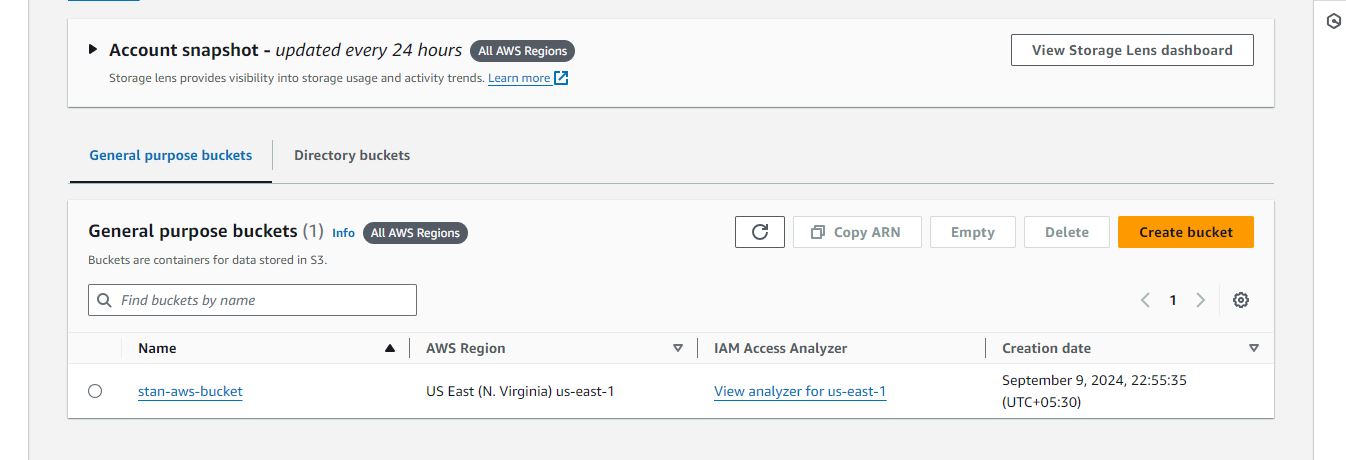 Account snapshot - updated every 24 hours All AWS Regions
View Storage Lens dashboard
Storage lens provides visibility into storage usage and activity trends. Learn more
General purpose buckets
Directory buckets
General purpose buckets (1) Info All AWS Regions
Copy ARN
Empty
Delete
Create bucket
Buckets are containers for data stored in S3.
Find buckets by name
1
Name
AWS Region
IAM Access Analyzer
Creation date
stan-aws-bucket
US East (N. Virginia) us-east-1
View analyzer for us-east-1
September 9, 2024, 22:55:35
(UTC+05:30)